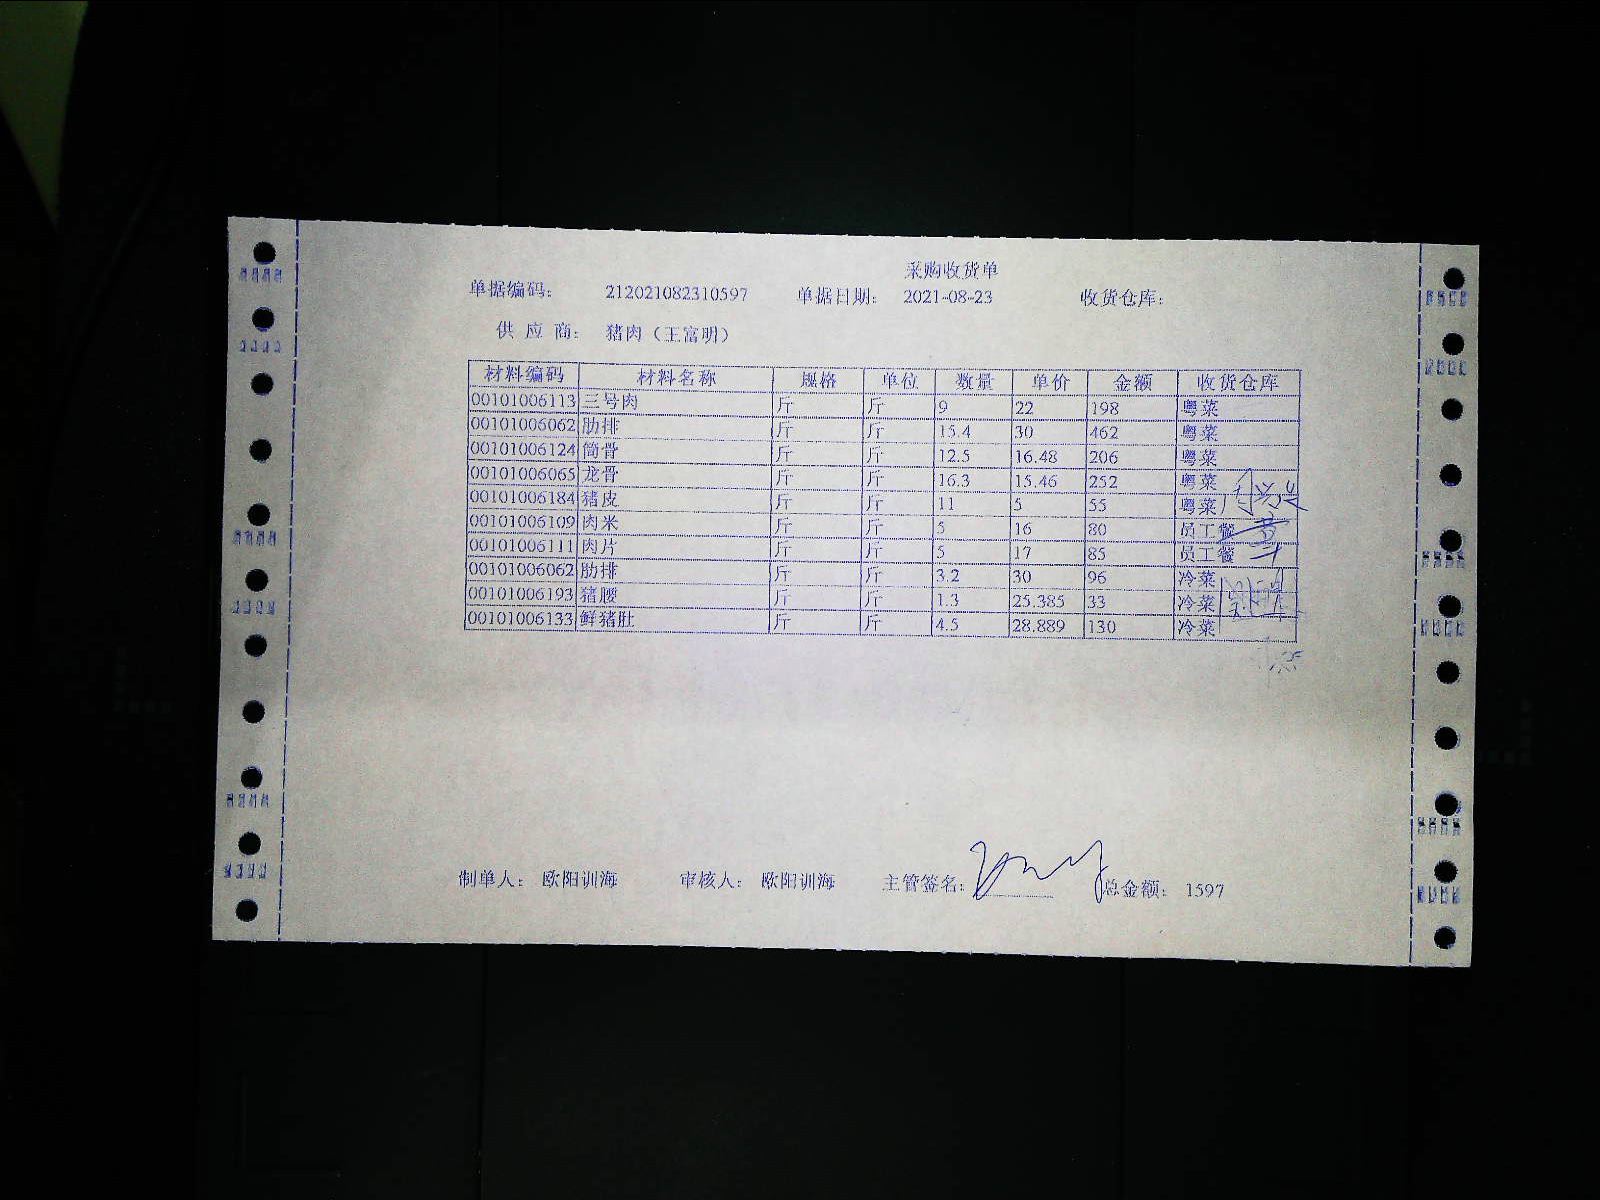 采购收货单
单据编码： 212021082310597 单据日期： 2021-08-23 收货仓库：
供 应 商： 猪肉（王富明）
材料编码 材料名称 规格 单位 数量 单价 金额 收货仓库
00101006113 三号肉 斤 斤 9 22 198 粤菜
00101006062 肋排 斤 斤 15.4 30 462 粤菜
00101006124 筒骨 斤 斤 12.5 16.48 206 粤菜
00101006065 龙骨 斤 斤 16.3 15.46 252 粤菜
00101006184 猪皮 斤 斤 11 5 55 粤菜
00101006109 肉米 斤 斤 5 16 80 员工餐
00101006111 肉片 斤 斤 5 17 85 员工餐
00101006062 肋排 斤 斤 3.2 30 96 冷菜
00101006193 猪腰 斤 斤 1.3 25.385 33 冷菜
00101006133 鲜猪肚 斤 斤 4.5 28.889 130 冷菜
制单人： 欧阳训海 审核人： 欧阳训海 主管签名： 总金额： 1597